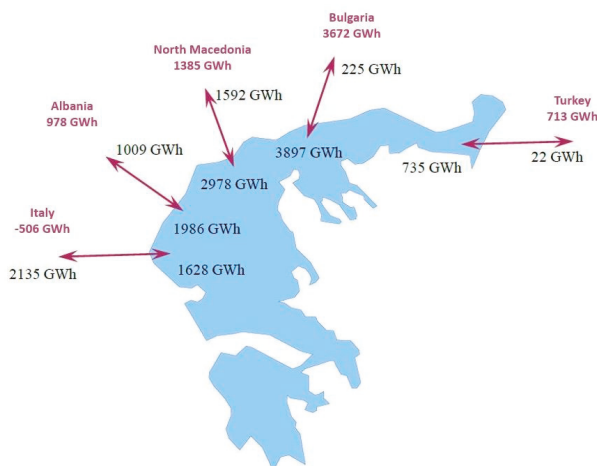 Bulgaria
3672 GWh
North Macedonia
1385 GWh
225 GWh
Turkey
713 GWh
1592 GWh
Albania
978 GWh
1009 GWh
3897 GWh
735 GWh
22 GWh
2978 GWh
Italy
-506 GWh
1986 GWh
2135 GWh
1628 GWh